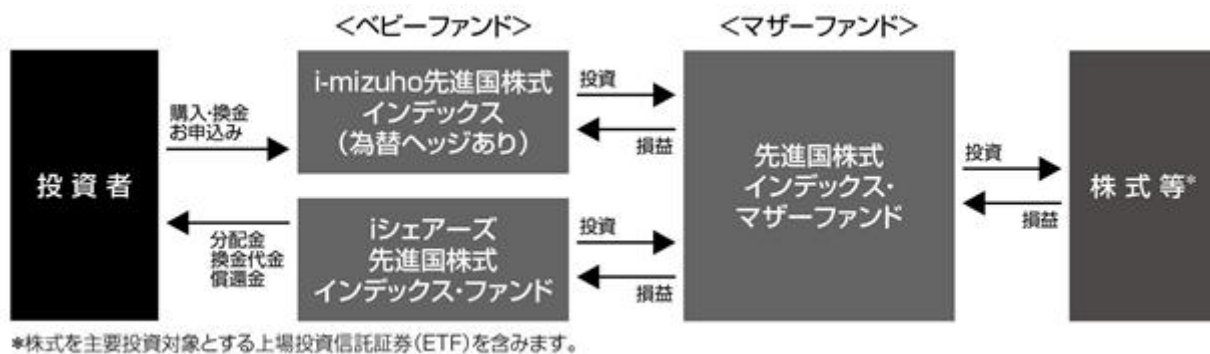 <ベビーファンド>
<マザーファンド>
投資者
購入・換金
お申込み
分配金
換金代金
償還金
i-mizuho先進国株式
インデックス
(為替ヘッジあり)
投資
損益
iシェアーズ
先進国株式
インデックス・ファンド
投資
損益
先進国株式
インデックス・
マザーファンド
投資
損益
株式等*
*株式を主要投資対象とする上場投資信託証券(ETF)を含みます。